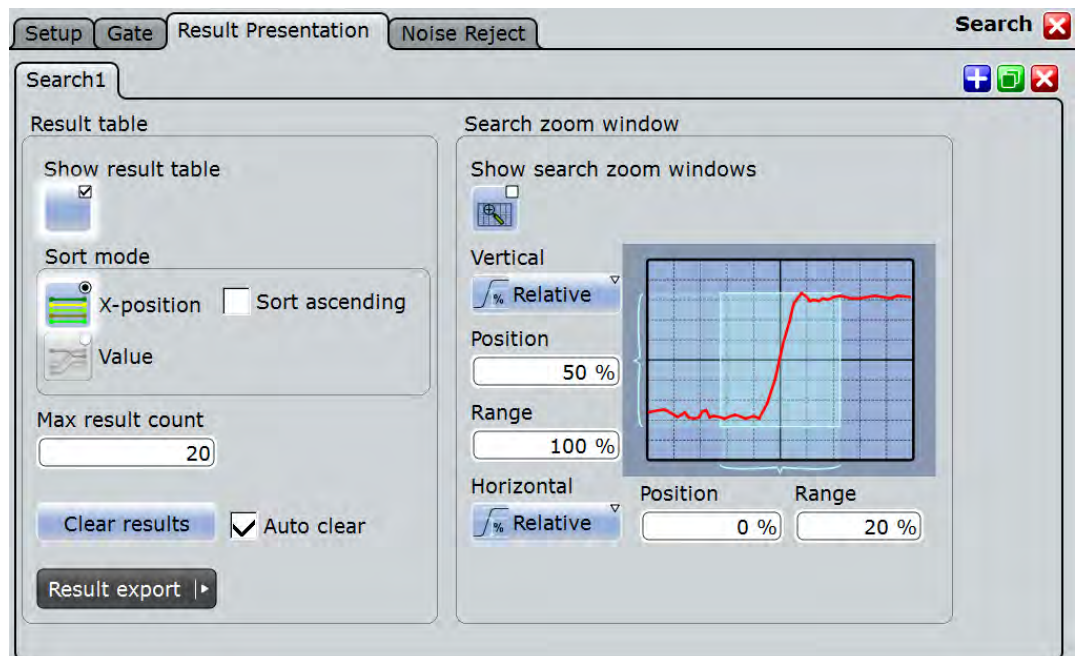 Setup Gate Result Presentation Noise Reject Search
Search1
Result table
Show result table
Sort mode
X-position Sort ascending
Value
Max result count
20
Clear results Auto clear
Result export
Search zoom window
Show search zoom windows
Vertical
% Relative
Position
50 %
Range
100 %
Horizontal
% Relative
Position Range
0 % 20 %